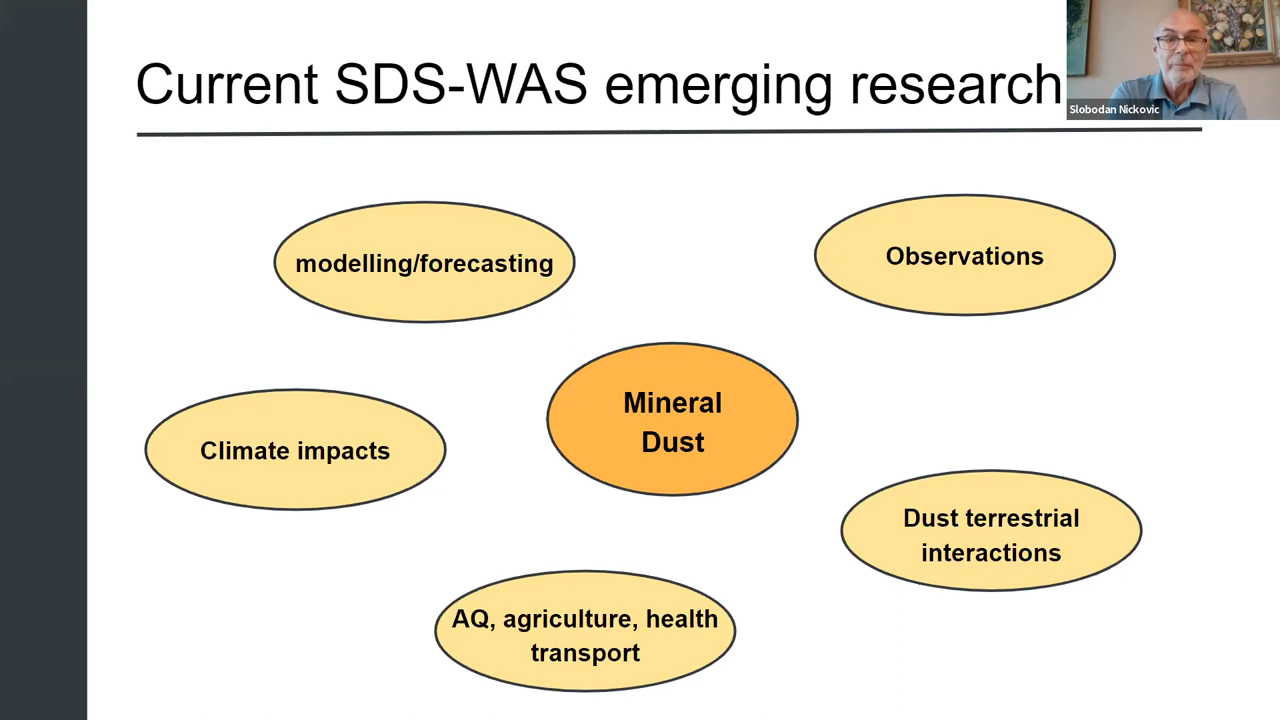 Current SDS-WAS emerging research
Slobodan Nickovic
modelling/forecasting
Observations
Mineral
Dust
Climate impacts
Dust terrestrial
interactions
AQ, agriculture, health
transport